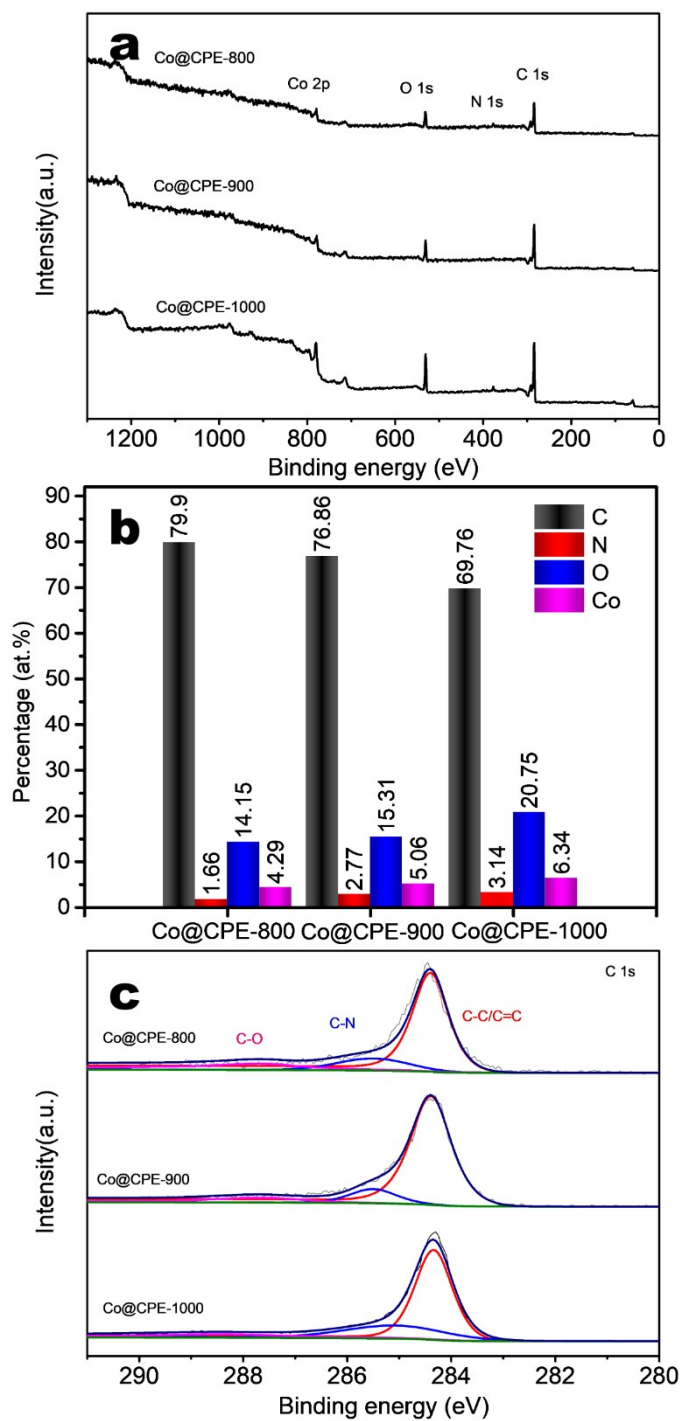 a
Co@CPE-800
Co 2p
O 1s
N 1s
C 1s
Co@CPE-900
Co@CPE-1000
Intensity(a.u.)
1200 1000 800 600 400 200 0
Binding energy (eV)
b
90
80
70
60
50
40
30
20
10
0
Percentage (at.%)
79.9
1.66
14.15
4.29
76.86
2.77
15.31
5.06
69.76
3.14
20.75
6.34
C
N
O
Co
Co@CPE-800 Co@CPE-900 Co@CPE-1000
c
C 1s
Co@CPE-800
C-O
C-N
C-C/C=C
Co@CPE-900
Co@CPE-1000
Intensity(a.u.)
290 288 286 284 282 280
Binding energy (eV)